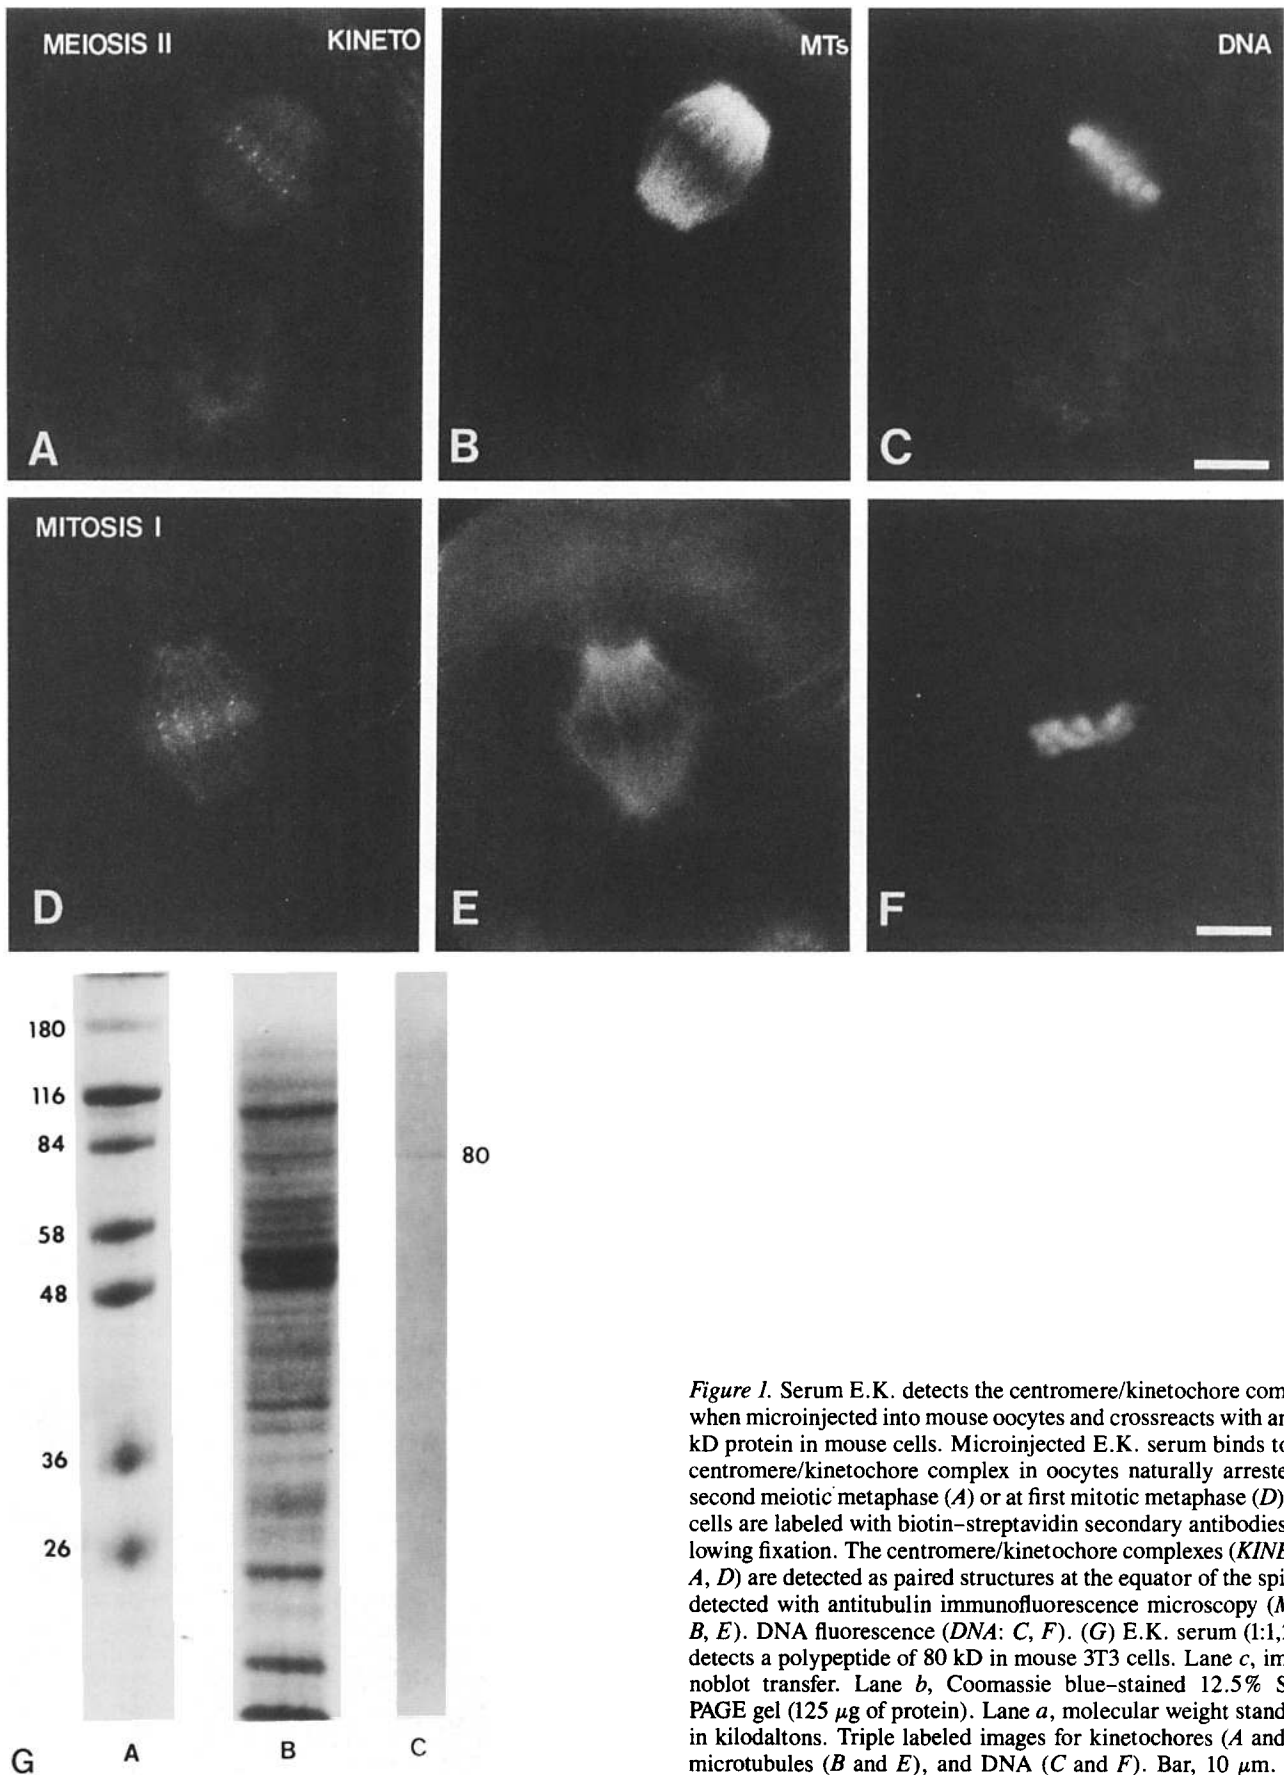 MEIOSIS II KINETO
MTs
DNA
A
B
C
MITOSIS I
D
E
F
180
116
84
80
58
48
36
26
G
A
B
C
Figure 1. Serum E.K. detects the centromere/kinetochore com
when microinjected into mouse oocytes and crossreacts with an
kD protein in mouse cells. Microinjected E.K. serum binds to
centromere/kinetochore complex in oocytes naturally arreste
second meiotic metaphase (A) or at first mitotic metaphase (D)
cells are labeled with biotin–streptavidin secondary antibodies
lowing fixation. The centromere/kinetochore complexes (KINE
A, D) are detected as paired structures at the equator of the spi
detected with antitubulin immunofluorescence microscopy (M
B, E). DNA fluorescence (DNA: C, F). (G) E.K. serum (1:1,
detects a polypeptide of 80 kD in mouse 3T3 cells. Lane c, im
noblot transfer. Lane b, Coomassie blue–stained 12.5% S
PAGE gel (125 μg of protein). Lane a, molecular weight stand
in kilodaltons. Triple labeled images for kinetochores (A and
microtubules (B and E), and DNA (C and F). Bar, 10 μm.